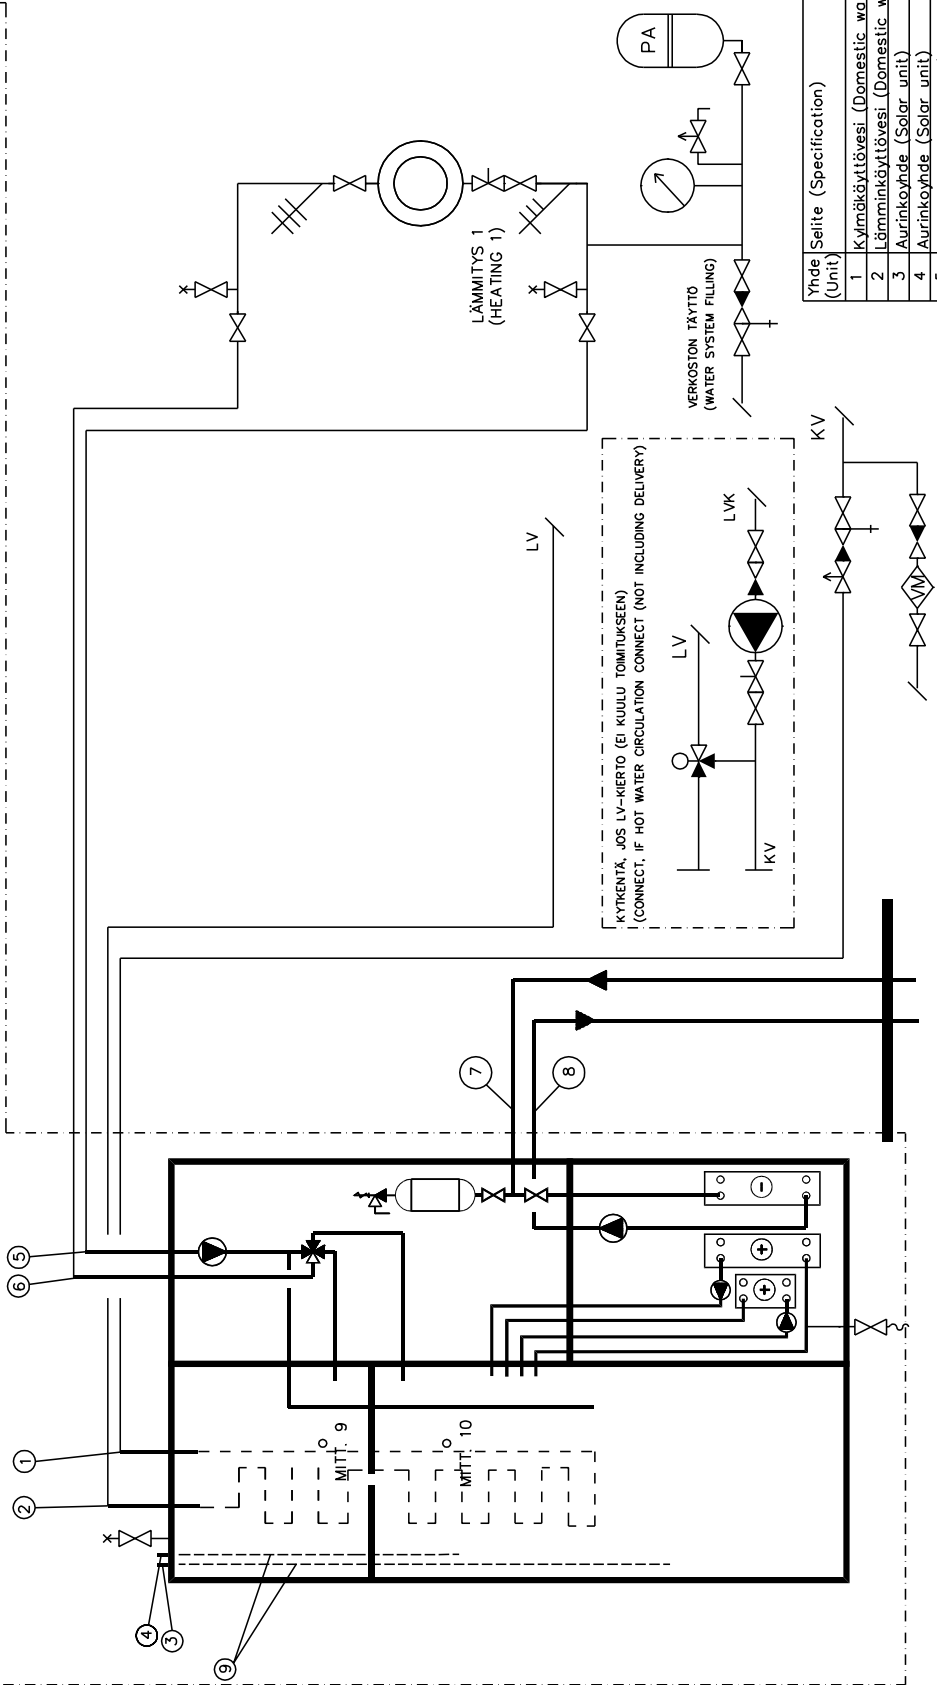 PA
LÄMMITYS 1
(HEATING 1)
VERKOSTON TÄYTTÖ
(WATER SYSTEM FILLING)
Yhde
(Unit)
Selite (Specification)
1 Kylmäkäyttövesi (Domestic wa
2 Lämminkäyttövesi (Domestic w
3 Aurinkoyhde (Solar unit)
4 Aurinkoyhde (Solar unit)
LV
KV
KYTKENTÄ, JOS LV-KIERTO (EI KUULU TOIMITUKSEEN)
(CONNECT, IF HOT WATER CIRCULATION CONNECT (NOT INCLUDING DELIVERY)
LV
LVK
KV
VM
7
8
5
6
1
2
4
3
9
MITT. 9
MITT. 10